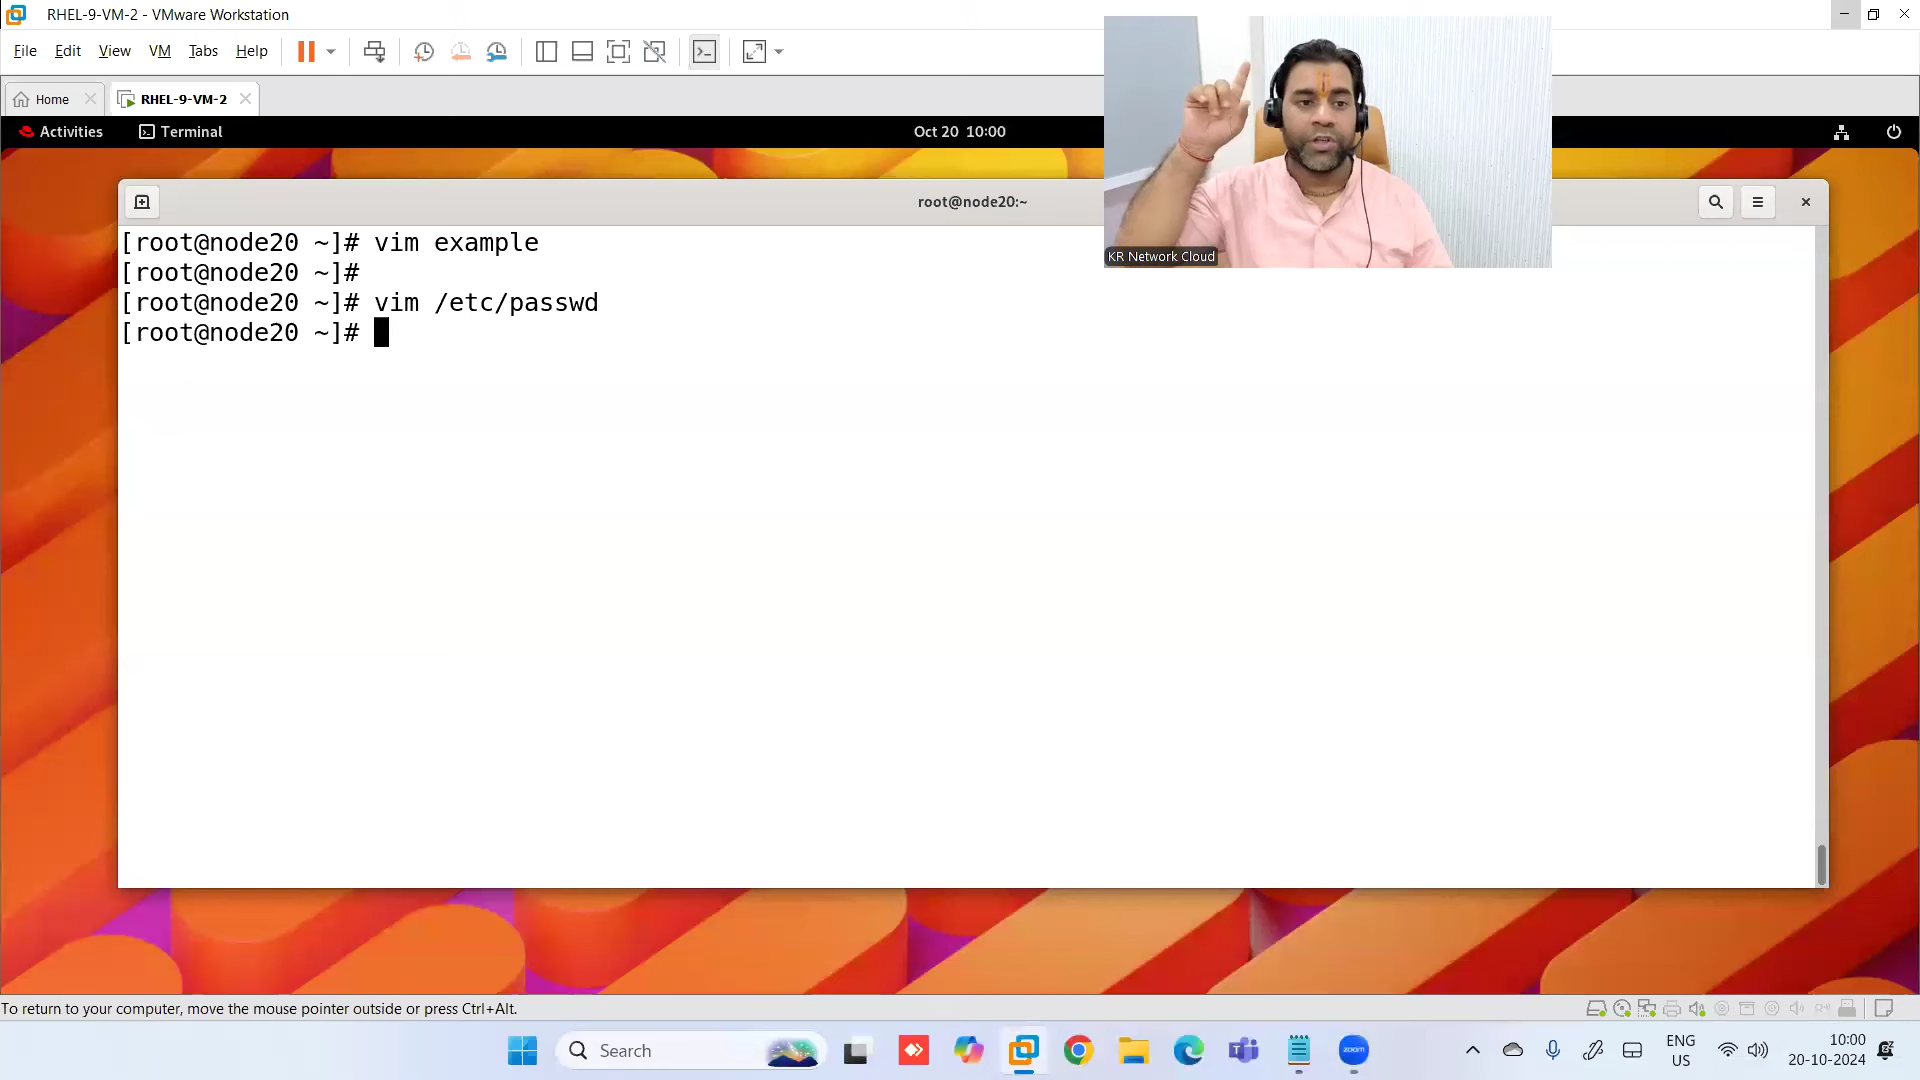 RHEL-9-VM-2 - VMware Workstation
File Edit View VM Tabs Help
Home RHEL-9-VM-2
Activities Terminal Oct 20 10:00
root@node20:~
KR Network Cloud
[root@node20 ~]# vim example
[root@node20 ~]#
[root@node20 ~]# vim /etc/passwd
[root@node20 ~]#
To return to your computer, move the mouse pointer outside or press Ctrl+Alt.
Search
zoom
ENG
US
10:00
20-10-2024